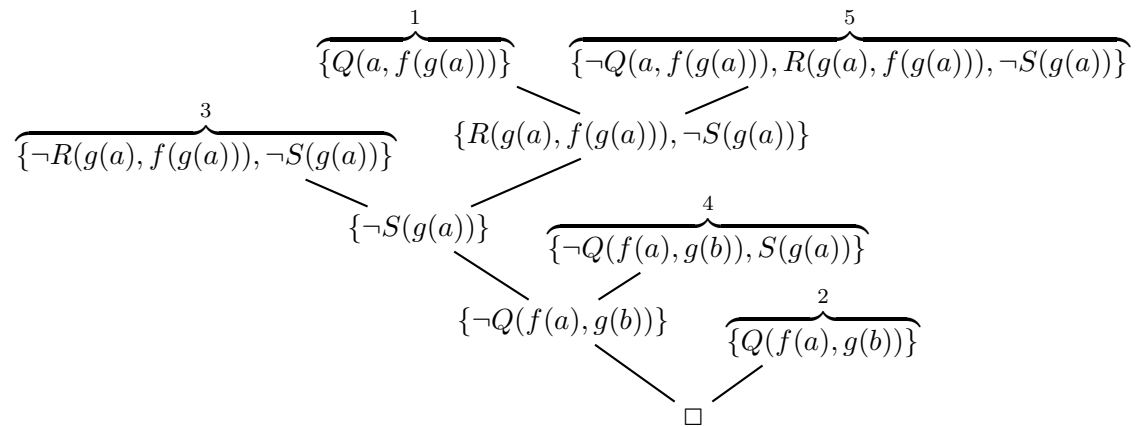 1 5
{Q(a, f(g(a)))} {¬Q(a, f(g(a))), R(g(a), f(g(a))), ¬S(g(a))}
3
{¬R(g(a), f(g(a))), ¬S(g(a))} {R(g(a), f(g(a))), ¬S(g(a))}
4
{¬S(g(a))} {¬Q(f(a), g(b)), S(g(a))}
2
{¬Q(f(a), g(b))} {Q(f(a), g(b))}
□